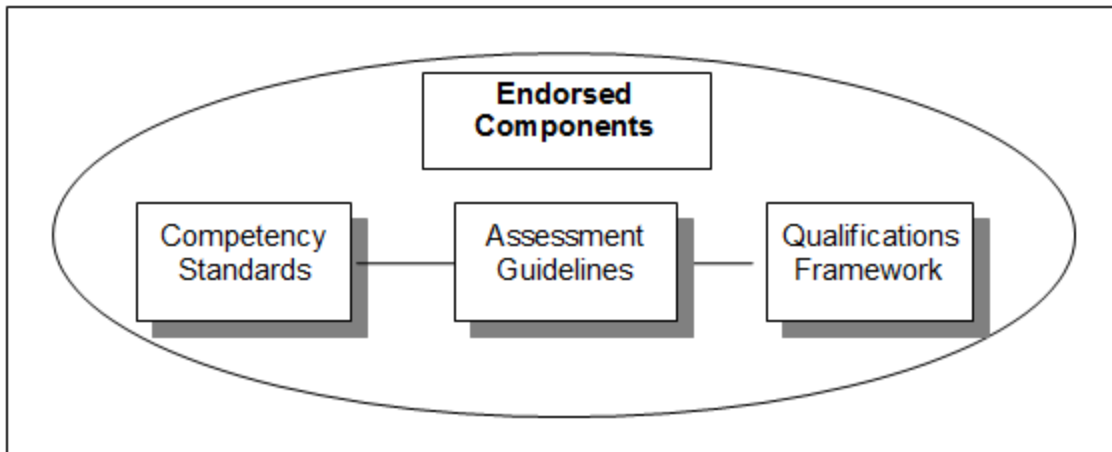 Endorsed
Components
Competency
Standards
Assessment
Guidelines
Qualifications
Framework